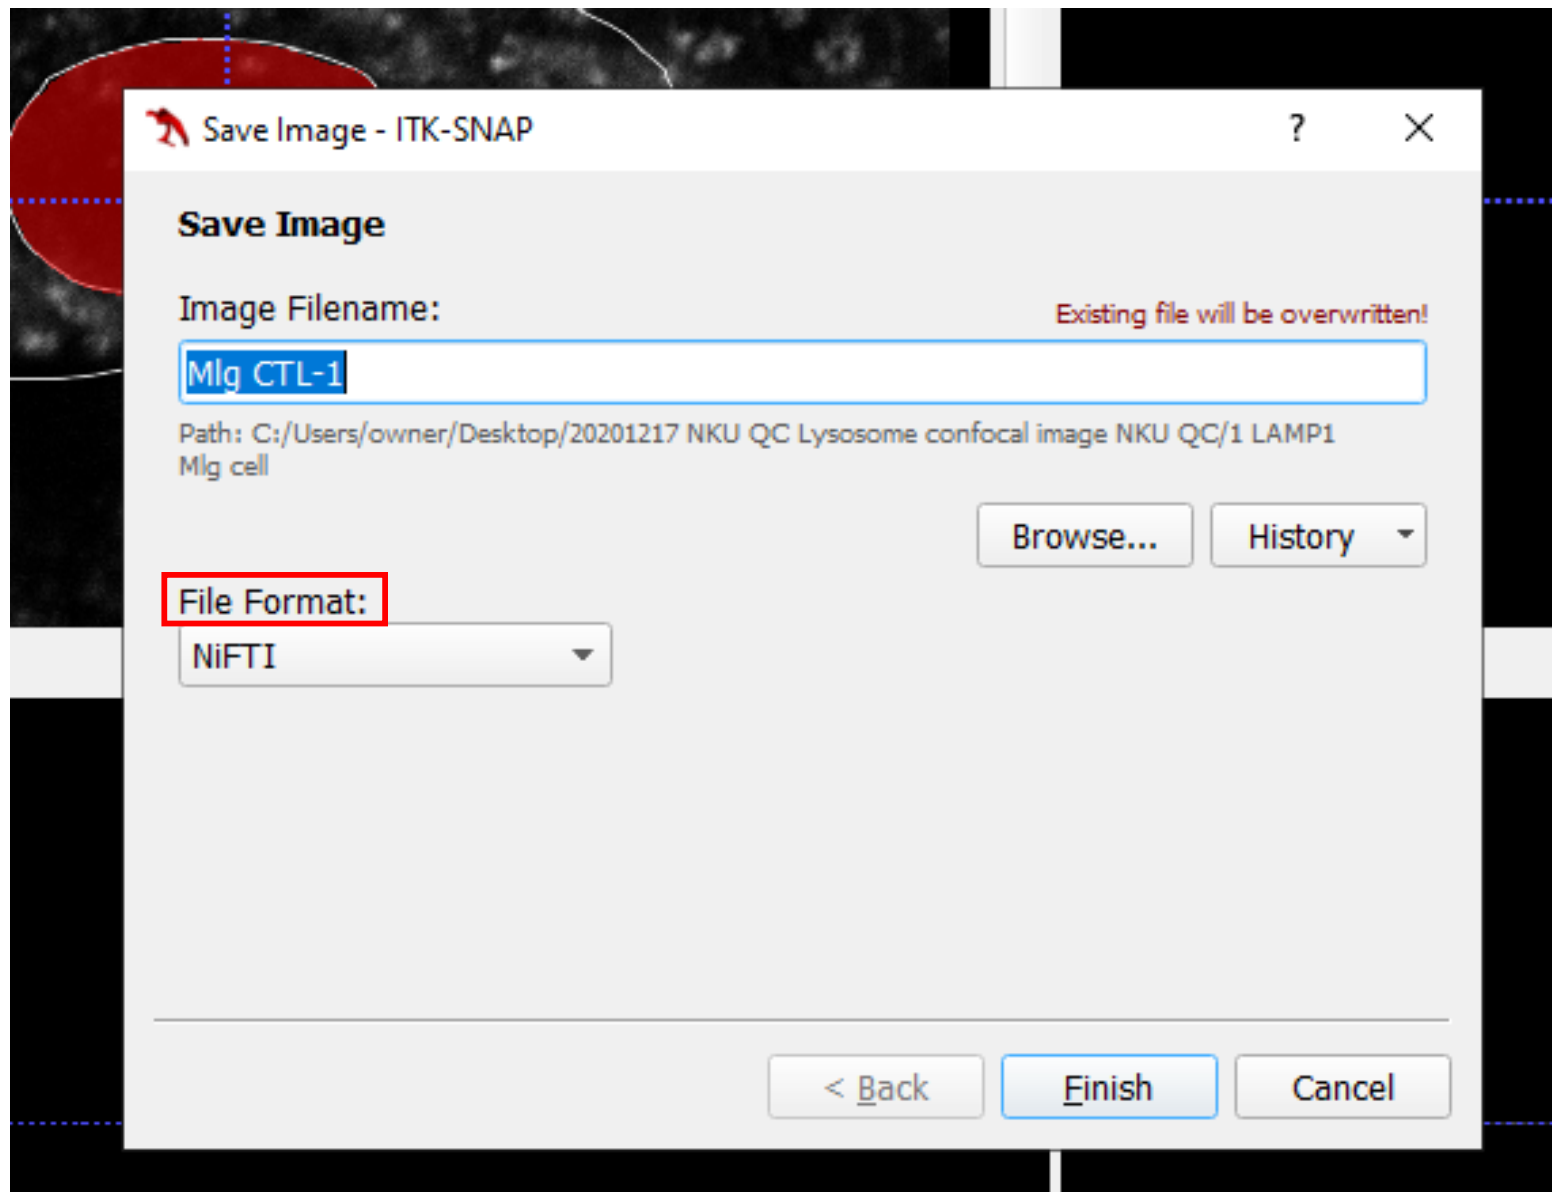 Save Image - ITK-SNAP
?
Save Image
Image Filename:
Existing file will be overwritten!
Mlg CTL-1
Path: C:/Users/owner/Desktop/20201217 NKU QC Lysosome confocal image NKU QC/1 LAMP1
Mlg cell
Browse...
History
File Format:
NiFTI
< Back
Finish
Cancel